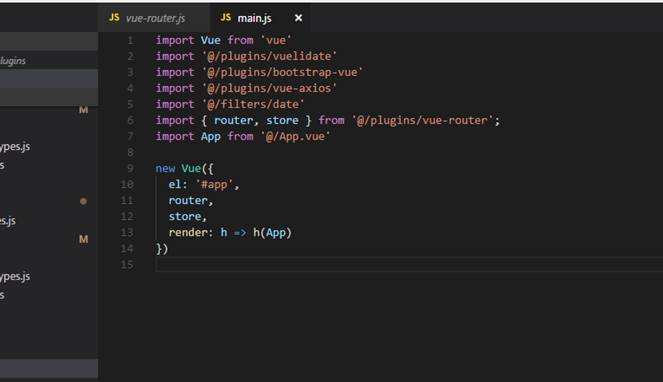 JS vue-router.js JS main.js ×
lugins
M
ypes.js
s
s.js
M
ypes.js
s
1 import Vue from 'vue'
2 import '@/plugins/vuelidate'
3 import '@/plugins/bootstrap-vue'
4 import '@/plugins/vue-axios'
5 import '@/filters/date'
6 import { router, store } from '@/plugins/vue-router';
7 import App from '@/App.vue'
8
9 new Vue({
10 el: '#app',
11 router,
12 store,
13 render: h => h(App)
14 })
15